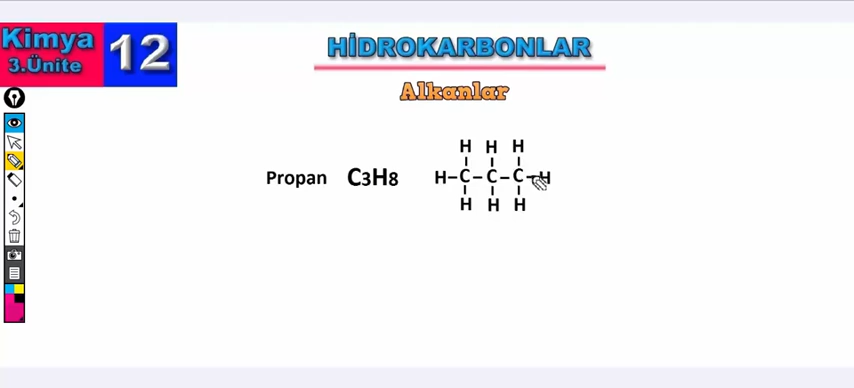 Kimya 12
3.Ünite
HİDROKARBONLAR
Alkanlar
H H H
Propan C3H8 H-C-C-C-H
H H H